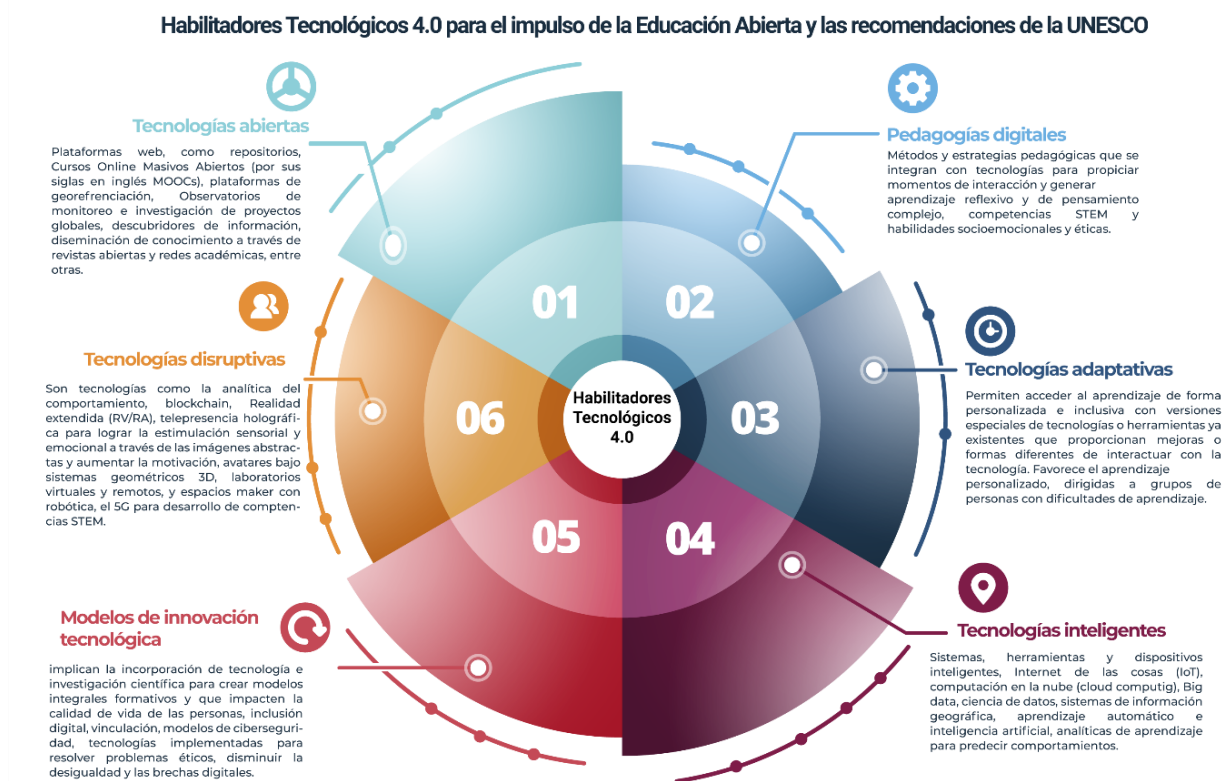 Habilitadores Tecnológicos 4.0 para el impulso de la Educación Abierta y las recomendaciones de la UNESCO
Tecnologías abiertas
Plataformas web, como repositorios,
Cursos Online Masivos Abiertos (por sus
siglas en inglés MOOCs), plataformas de
georefrenciación, Observatorios de
monitoreo e investigación de proyectos
globales, descubridores de información,
diseminación de conocimiento a través de
revistas abiertas y redes académicas, entre
otras.
Pedagogías digitales
Métodos y estrategias pedagógicas que se
integran con tecnologías para propiciar
momentos de interacción y generar
aprendizaje reflexivo y de pensamiento
complejo, competencias STEM y
habilidades socioemocionales y éticas.
Tecnologías disruptivas
Son tecnologías como la analítica del
comportamiento, blockchain, Realidad
extendida (RV/RA), telepresencia holográfi-
ca para lograr la estimulación sensorial y
emocional a través de las imágenes abstrac-
tas y aumentar la motivación, avatares bajo
sistemas geométricos 3D, laboratorios
virtuales y remotos, y espacios maker con
robótica, el 5G para desarrollo de compten-
cias STEM.
Tecnologías adaptativas
Permiten acceder al aprendizaje de forma
personalizada e inclusiva con versiones
especiales de tecnologías o herramientas ya
existentes que proporcionan mejoras o
formas diferentes de interactuar con la
tecnología. Favorece el aprendizaje
personalizado, dirigidas a grupos de
personas con dificultades de aprendizaje.
01
02
06
Habilitadores
Tecnológicos
4.0
03
05
04
Modelos de innovación
tecnológica
implican la incorporación de tecnología e
investigación científica para crear modelos
integrales formativos y que impacten la
calidad de vida de las personas, inclusión
digital, vinculación, modelos de ciberseguri-
dad, tecnologías implementadas para
resolver problemas éticos, disminuir la
desigualdad y las brechas digitales.
Tecnologías inteligentes
Sistemas, herramientas y dispositivos
inteligentes, Internet de las cosas (IoT),
computación en la nube (cloud computig), Big
data, ciencia de datos, sistemas de información
geográfica, aprendizaje automático e
inteligencia artificial, analíticas de aprendizaje
para predecir comportamientos.